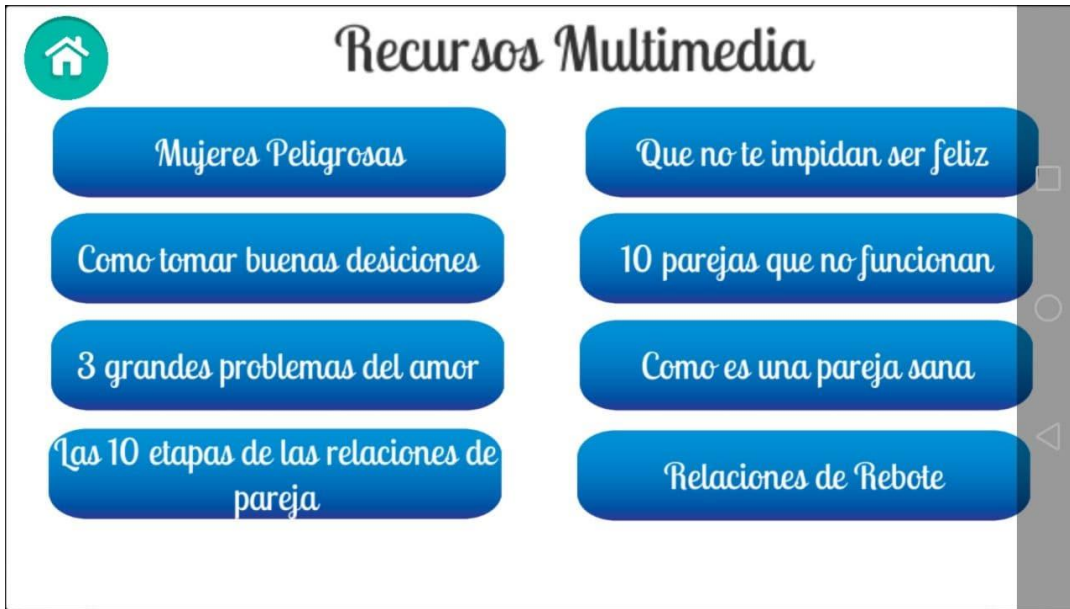 Recursos Multimedia
Mujeres Peligrosas
Que no te impidan ser feliz
Como tomar buenas desiciones
10 parejas que no funcionan
3 grandes problemas del amor
Como es una pareja sana
Las 10 etapas de las relaciones de
pareja
Relaciones de Rebote